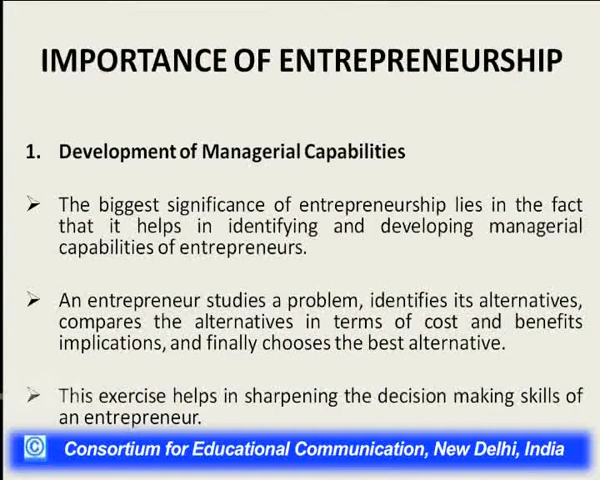 IMPORTANCE OF ENTREPRENEURSHIP
1. Development of Managerial Capabilities
➢ The biggest significance of entrepreneurship lies in the fact
that it helps in identifying and developing managerial
capabilities of entrepreneurs.
➢ An entrepreneur studies a problem, identifies its alternatives,
compares the alternatives in terms of cost and benefits
implications, and finally chooses the best alternative.
➢ This exercise helps in sharpening the decision making skills of
an entrepreneur.
© Consortium for Educational Communication, New Delhi, India